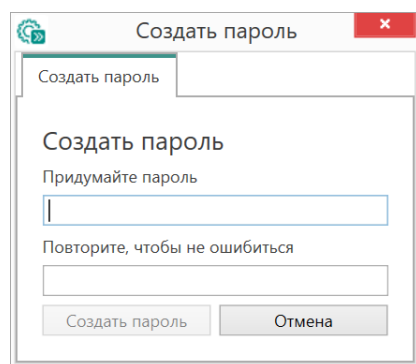 Создать пароль
Создать пароль
Создать пароль
Придумайте пароль
Повторите, чтобы не ошибиться
Создать пароль Отмена